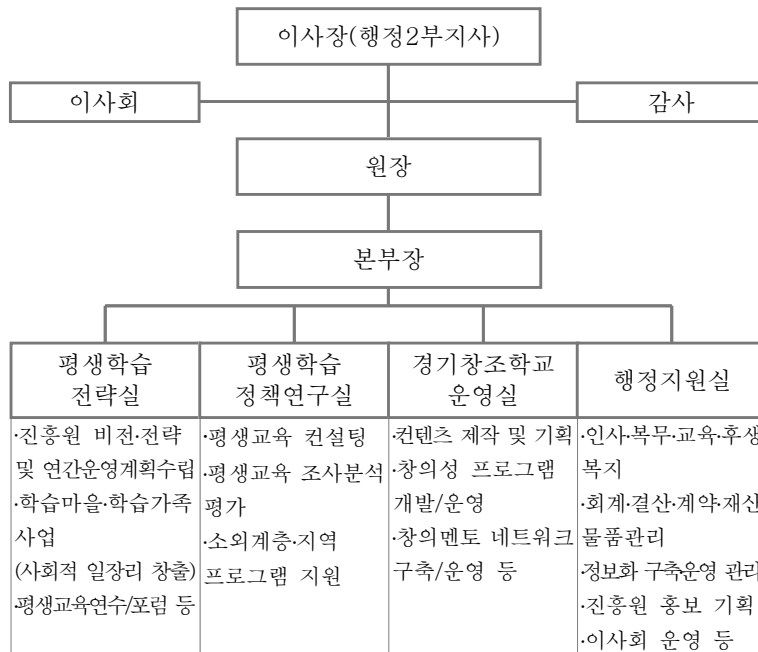 이사장(행정2부지사)
이사회
감사
원장
본부장
평생학습
전략실
·진흥원 비전·전략
및 연간운영계획수립
·학습마을·학습가족
사업
(사회적 일장리 창출)
·평생교육연수/포럼 등
평생학습
정책연구실
·평생교육 컨설팅
·평생교육 조사분석
평가
·소외계층·지역
프로그램 지원
경기창조학교
운영실
·컨텐츠 제작 및 기획
·창의성 프로그램
개발/운영
·창의멘토 네트워크
구축/운영 등
행정지원실
·인사·복무·교육·후생
복지
·회계·결산·계약·재산
물품관리
·정보화 구축운영 관리
·진흥원 홍보 기획
·이사회 운영 등